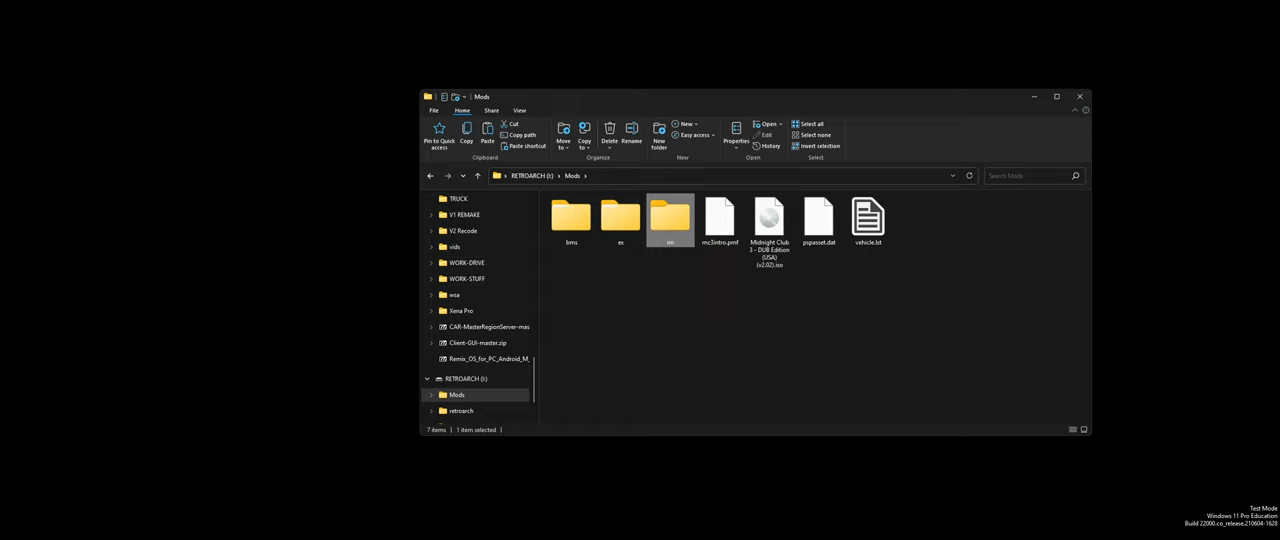 Mods
File Home Share View
Pin to Quick access
Copy
Paste
Cut
Copy path
Paste shortcut
Clipboard
Move to
Copy to
Delete
Rename
Organize
New folder
New
Easy access
New
Properties
Open
Edit
History
Open
Select all
Select none
Invert selection
Select
RETROARCH (I:) Mods
Search Mods
TRUCK
V1 REMAKE
V2 Recode
vids
WORK-DRIVE
WORK-STUFF
wsa
Xena Pro
CAR-MasterRegionServer-mas
Client-GUI-master.zip
Remix_OS_for_PC_Android_M_
RETROARCH (I:)
Mods
retroarch
bms
ex
mc3intro.pmf
Midnight Club
3 - DUB Edition
(USA)
(v2.02).iso
pspasset.dat
vehicle.lst
7 items 1 item selected
Test Mode
Windows 11 Pro Education
Build 22000.co_release.210604-1628